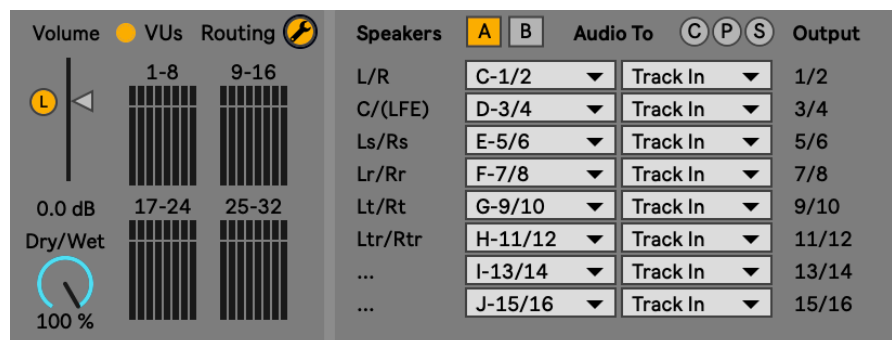 Volume VUs Routing
1-8 9-16
L
0.0 dB 17-24 25-32
Dry/Wet
100 %
Speakers A B Audio To C P S Output
L/R C-1/2 Track In 1/2
C/(LFE) D-3/4 Track In 3/4
Ls/Rs E-5/6 Track In 5/6
Lr/Rr F-7/8 Track In 7/8
Lt/Rt G-9/10 Track In 9/10
Ltr/Rtr H-11/12 Track In 11/12
... I-13/14 Track In 13/14
... J-15/16 Track In 15/16